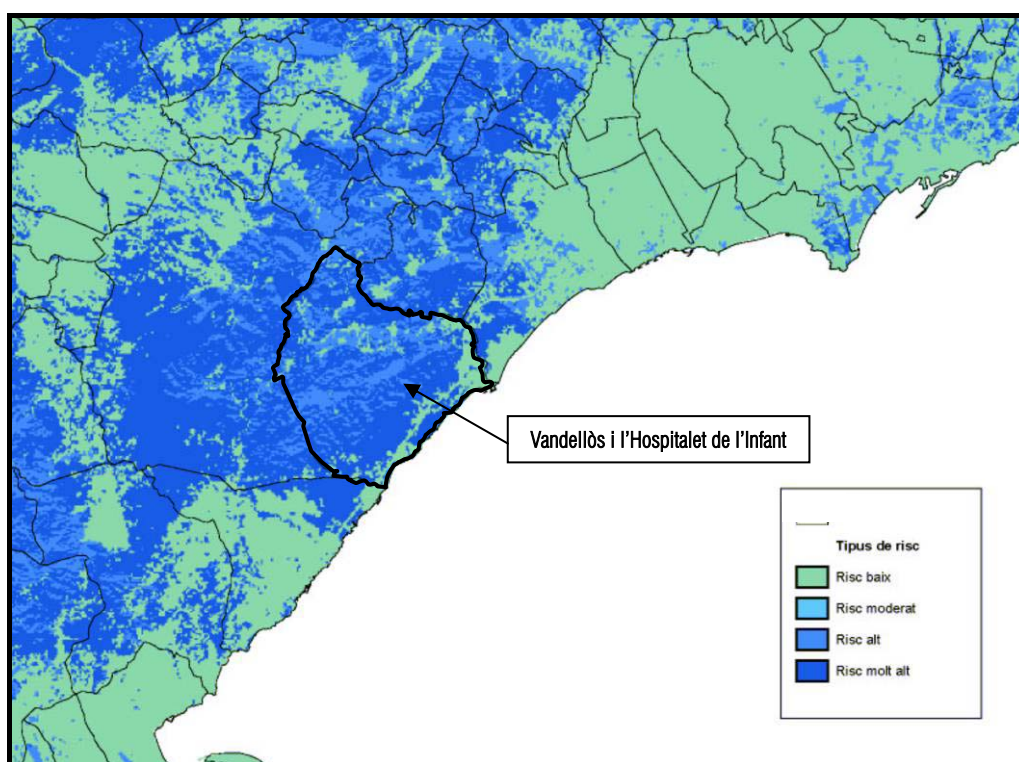 Vandellòs i l'Hospitalet de l'Infant
Tipus de risc
Risc baix
Risc moderat
Risc alt
Risc molt alt